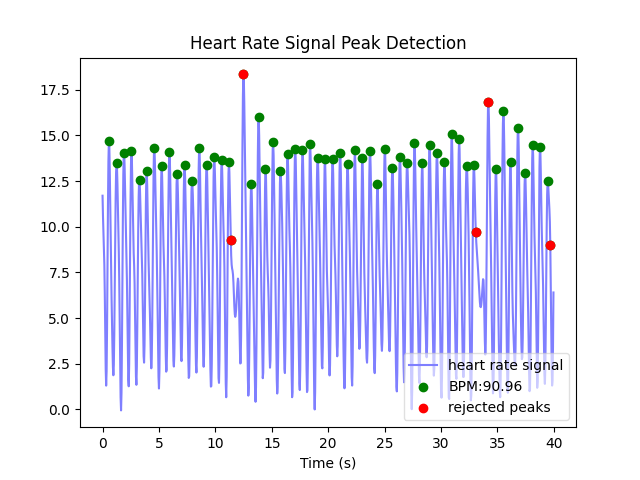 Heart Rate Signal Peak Detection
17.5
15.0
12.5
10.0
7.5
5.0
2.5
0.0
heart rate signal
BPM:90.96
rejected peaks
0 5 10 15 20 25 30 35 40
Time (s)